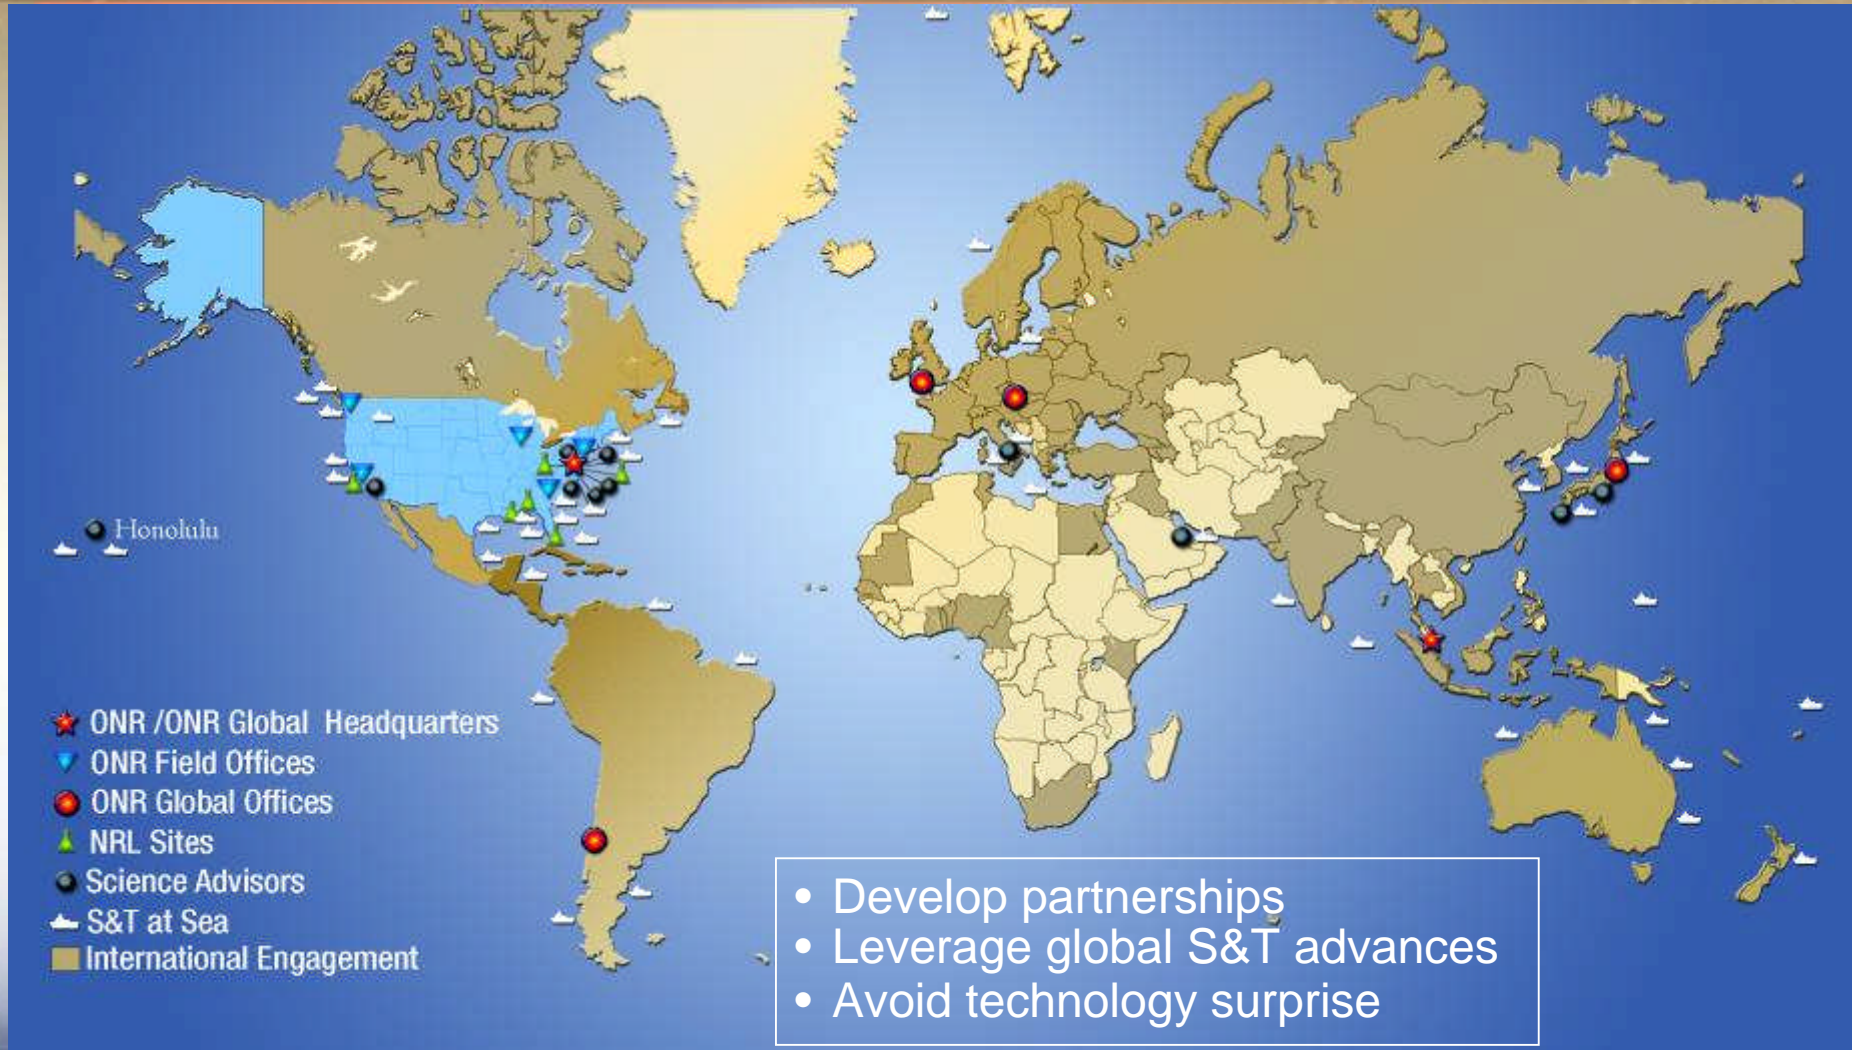 Honolulu
ONR /ONR Global Headquarters
ONR Field Offices
ONR Global Offices
NRL Sites
Science Advisors
S&T at Sea
International Engagement
• Develop partnerships
• Leverage global S&T advances
• Avoid technology surprise